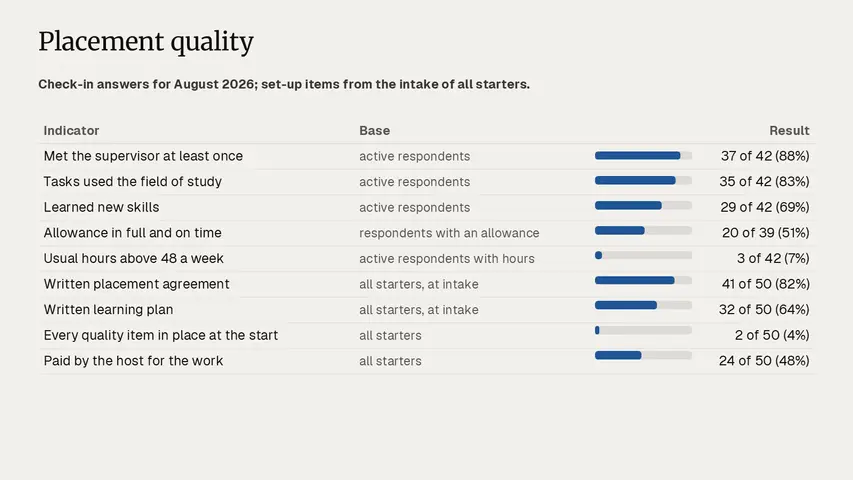 Placement quality
Check-in answers for August 2026; set-up items from the intake of all starters.
Indicator Base Result
Met the supervisor at least once active respondents 37 of 42 (88%)
Tasks used the field of study active respondents 35 of 42 (83%)
Learned new skills active respondents 29 of 42 (69%)
Allowance in full and on time respondents with an allowance 20 of 39 (51%)
Usual hours above 48 a week active respondents with hours 3 of 42 (7%)
Written placement agreement all starters, at intake 41 of 50 (82%)
Written learning plan all starters, at intake 32 of 50 (64%)
Every quality item in place at the start all starters 2 of 50 (4%)
Paid by the host for the work all starters 24 of 50 (48%)